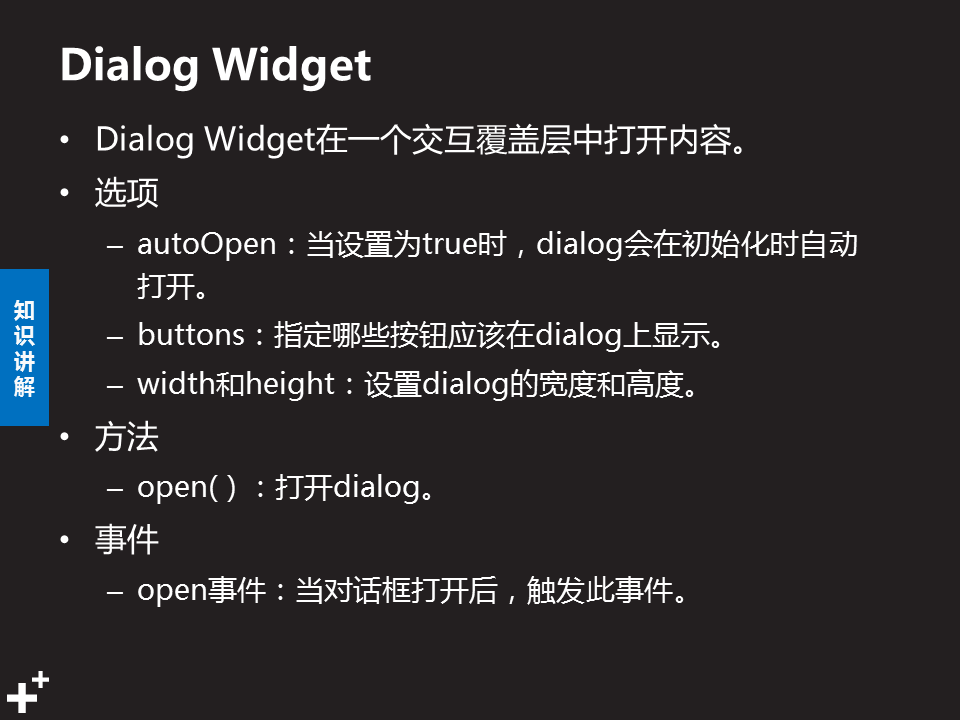 Dialog Widget
• Dialog Widget在一个交互覆盖层中打开内容。
• 选项
– autoOpen：当设置为true时，dialog会在初始化时自动
打开。
– buttons：指定哪些按钮应该在dialog上显示。
– width和height：设置dialog的宽度和高度。
• 方法
– open( ) ：打开dialog。
• 事件
– open事件：当对话框打开后，触发此事件。
知
识
讲
解